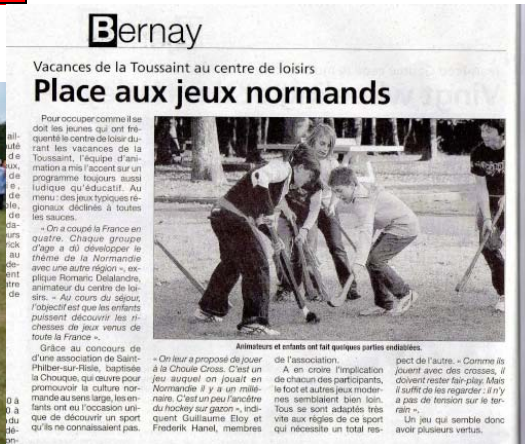 Bernay
Vacances de la Toussaint au centre de loisirs
Place aux jeux normands
Pour occuper comme il se
doit les jeunes qui ont fré-
quenté le centre de loisir du-
rant les vacances de la
Toussaint, l'équipe d'ani-
mation a mis l'accent sur un
programme toujours aussi
ludique qu'éducatif. Au
menu : des jeux typiques ré-
gionaux déclinés à toutes
les sauces.
« On a coupé la France en
quatre. Chaque groupe
d'age a dû développer le
thème de la Normandie
avec une autre région », ex-
plique Romaric Delalandre,
animateur du centre de loi-
sirs. « Au cours du séjour,
l'objectif est que les enfants
puissent découvrir les ri-
chesses de jeux venus de
toute la France ».
Grâce au concours de
d'une association de Saint-
Philber-sur-Risle, baptisée
la Chouque, qui œuvre pour
promouvoir la culture nor-
mande au sens large, les en-
fants ont eu l'occasion uni-
que de découvrir un sport
qu'ils ne connaissaient pas.
Animateurs et enfants ont fait quelques parties endiablées.
« On leur a proposé de jouer
à la Choule Cross. C'est un
jeu auquel on jouait en
Normandie il y a un millé-
naire. C'est un peu l'ancêtre
du hockey sur gazon », indi-
quent Guillaume Eloy et
Frederik Hanel, membres
de l'association.
A en croire l'implication
de chacun des participants,
le foot et autres jeux moder-
nes semblaient bien loin.
Tous se sont adaptés très
vite aux règles de ce sport
qui nécessite un total res-
pect de l'autre. « Comme ils
jouent avec des crosses, il
doivent rester fair-play. Mais
il suffit de les regarder : il n'y
a pas de tension sur le ter-
rain ».
Un jeu qui semble donc
avoir plusieurs vertus.